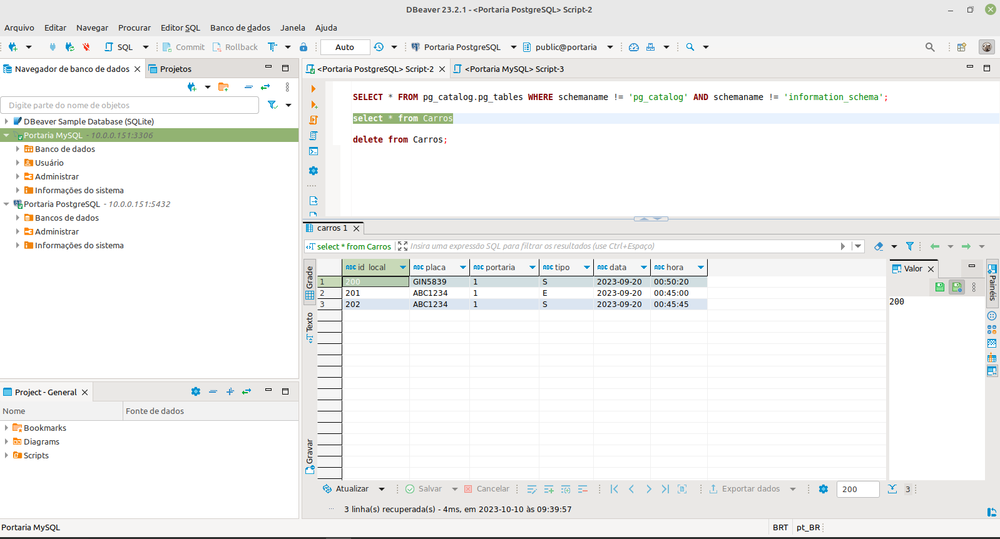 DBeaver 23.2.1 - <Portaria PostgreSQL> Script-2
Arquivo Editar Navegar Procurar Editor SQL Banco de dados Janela Ajuda
SQL Commit Rollback Auto Portaria PostgreSQL public@portaria
Navegador de banco de dados Projetos
Digite parte do nome de objetos
DBeaver Sample Database (SQLite)
Portaria MySQL - 10.0.0.151:3306
Banco de dados
Usuário
Administrar
Informações do sistema
Portaria PostgreSQL - 10.0.0.151:5432
Bancos de dados
Administrar
Informações do sistema
Project - General
Nome Fonte de dados
Bookmarks
Diagrams
Scripts
<Portaria PostgreSQL> Script-2 <Portaria MySQL> Script-3
SELECT * FROM pg_catalog.pg_tables WHERE schemaname != 'pg_catalog' AND schemaname != 'information_schema';
select * from Carros
delete from Carros;
carros 1
select * from Carros Insira uma expressão SQL para filtrar os resultados (use Ctrl+Espaço)
Grade
Texto
Gravar
ABC id_local ABC placa ABC portaria ABC tipo ABC data ABC hora
1 200 GIN5839 1 S 2023-09-20 00:50:20
2 201 ABC1234 1 E 2023-09-20 00:45:00
3 202 ABC1234 1 S 2023-09-20 00:45:45
Valor
200
Painéis
Atualizar Salvar Cancelar Exportar dados 200 3
3 linha(s) recuperada(s) - 4ms, em 2023-10-10 às 09:39:57
Portaria MySQL BRT pt_BR